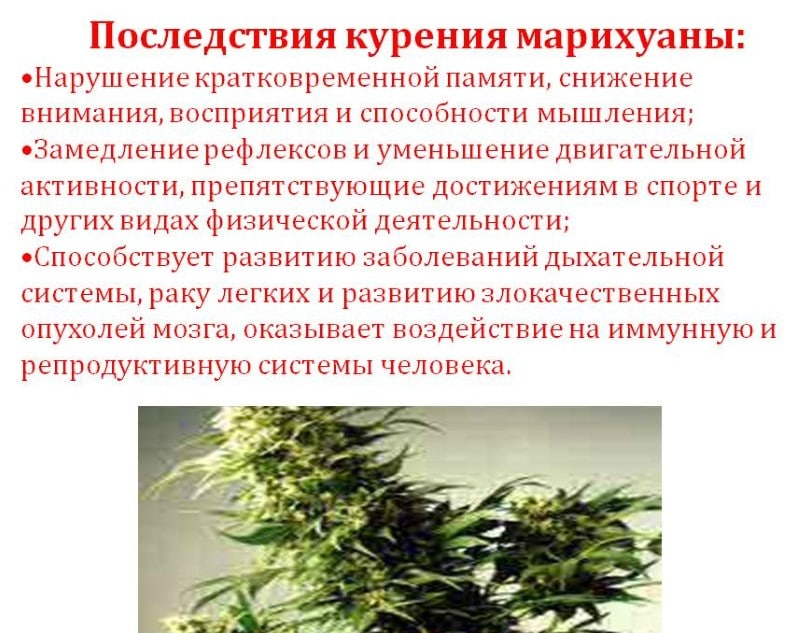 Последствия курения марихуаны:
•Нарушение кратковременной памяти, снижение
внимания, восприятия и способности мышления;
•Замедление рефлексов и уменьшение двигательной
активности, препятствующие достижениям в спорте и
других видах физической деятельности;
•Способствует развитию заболеваний дыхательной
системы, раку легких и развитию злокачественных
опухолей мозга, оказывает воздействие на иммунную и
репродуктивную системы человека.